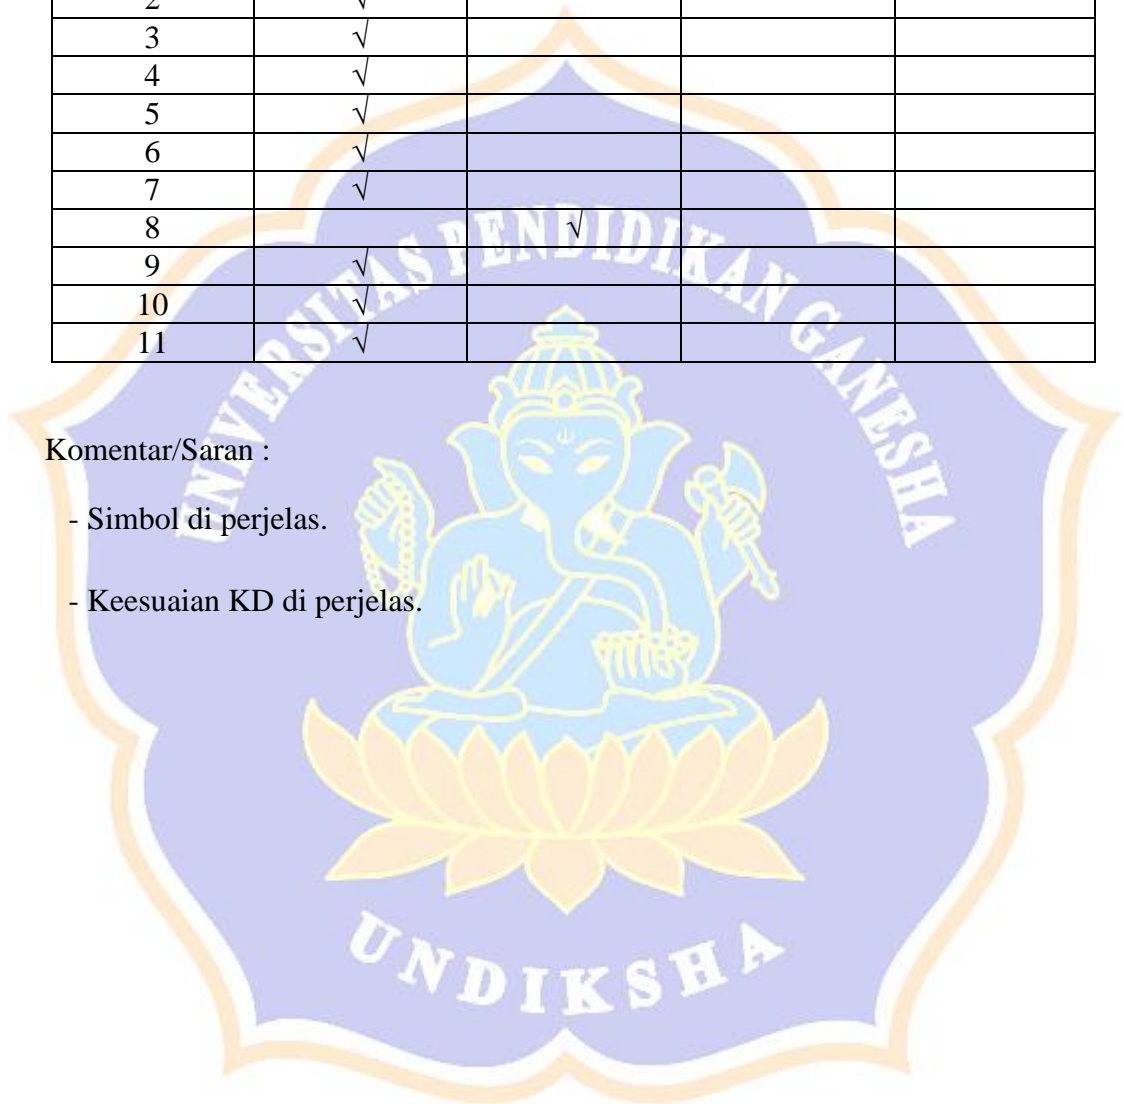 2 √
3 √
4 √
5 √
6 √
7 √
8 √
9 √
10 √
11 √
UNIVERSITAS PENDIDIKAN GANESHA
Komentar/Saran :
- Simbol di perjelas.
- Keesuaian KD di perjelas.
UNDIKSHA